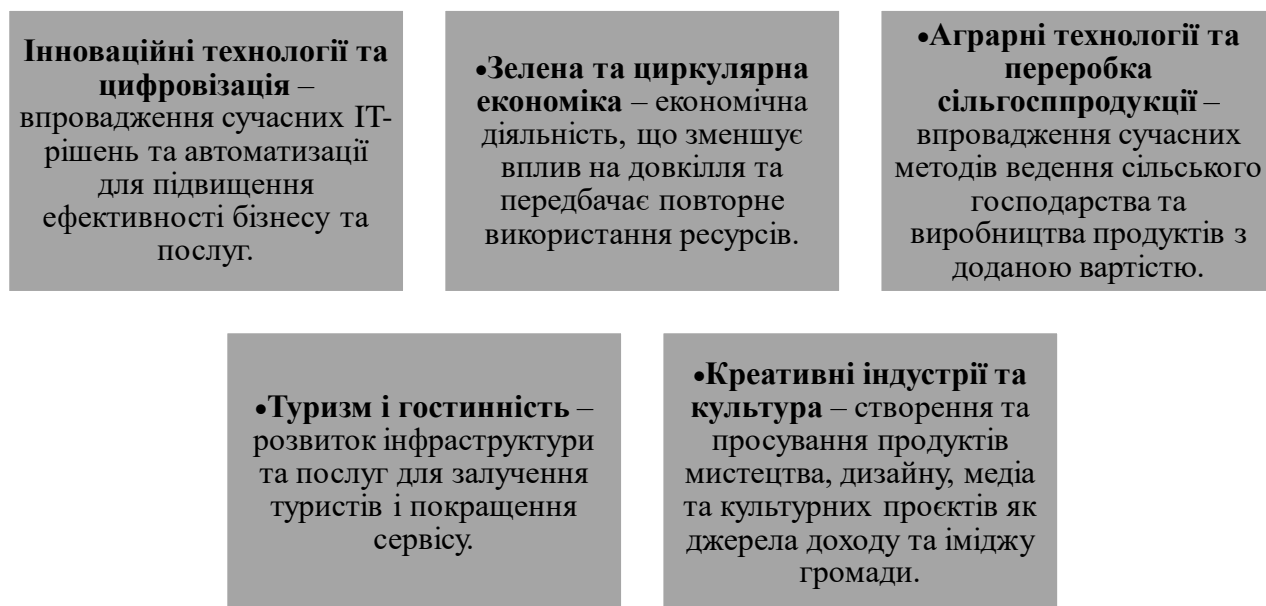 Інноваційні технології та
цифровізація –
впровадження сучасних ІТ-
рішень та автоматизації
для підвищення
ефективності бізнесу та
послуг.
•Зелена та циркулярна
економіка – економічна
діяльність, що зменшує
вплив на довкілля та
передбачає повторне
використання ресурсів.
•Аграрні технології та
переробка
сільгосппродукції –
впровадження сучасних
методів ведення сільського
господарства та
виробництва продуктів з
доданою вартістю.
•Туризм і гостинність –
розвиток інфраструктури
та послуг для залучення
туристів і покращення
сервісу.
•Креативні індустрії та
культура – створення та
просування продуктів
мистецтва, дизайну, медіа
та культурних проєктів як
джерела доходу та іміджу
громади.